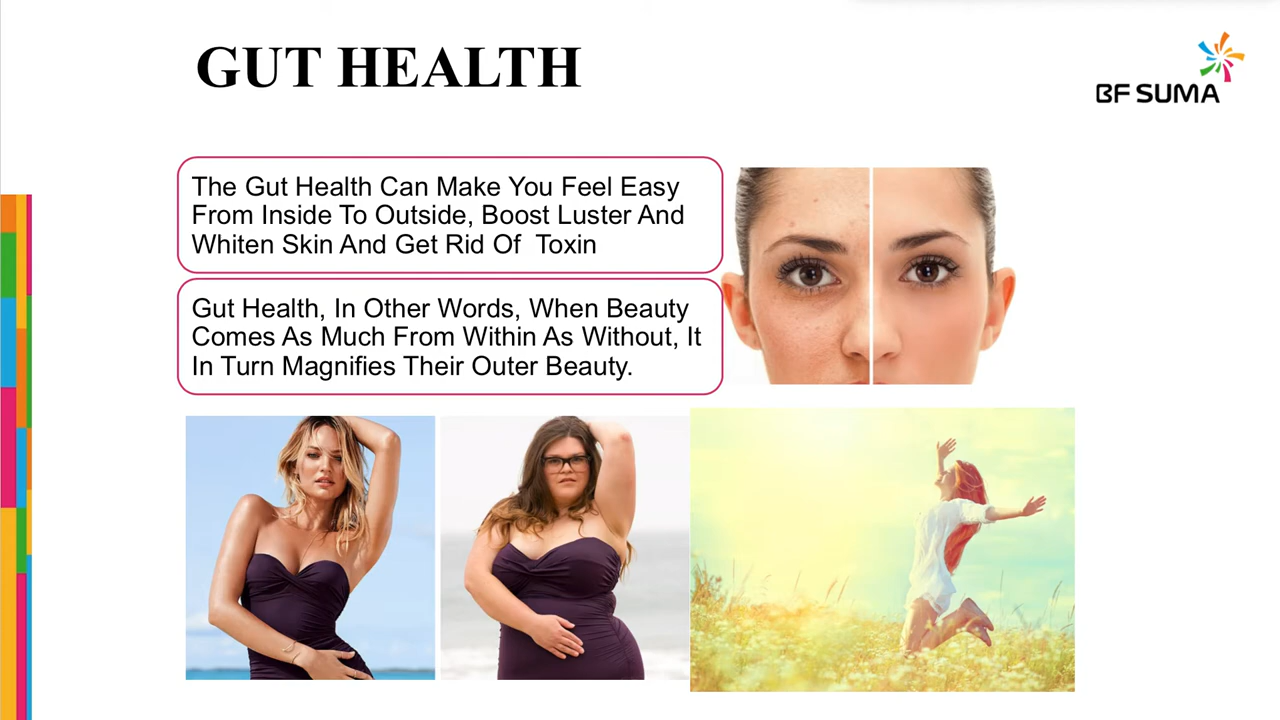 GUT HEALTH
BF SUMA
The Gut Health Can Make You Feel Easy
From Inside To Outside, Boost Luster And
Whiten Skin And Get Rid Of  Toxin
Gut Health, In Other Words, When Beauty
Comes As Much From Within As Without, It
In Turn Magnifies Their Outer Beauty.